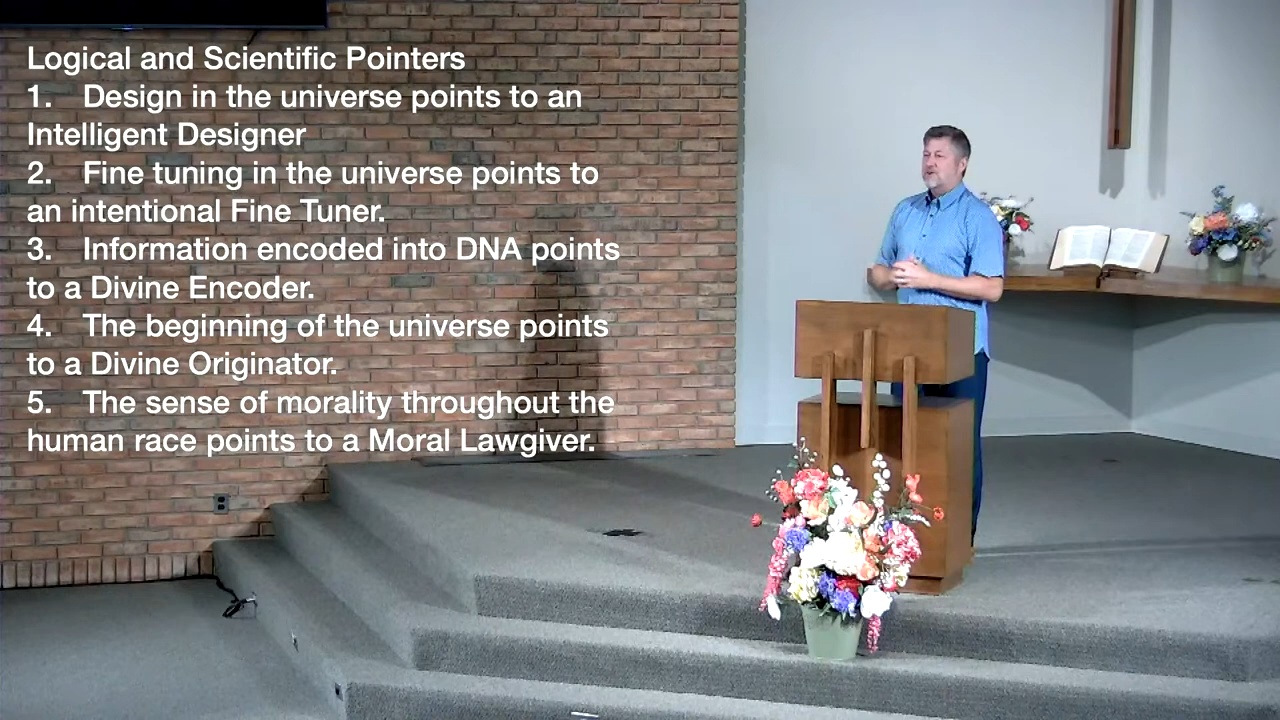 Logical and Scientific Pointers
1. Design in the universe points to an
Intelligent Designer
2. Fine tuning in the universe points to
an intentional Fine Tuner.
3. Information encoded into DNA points
to a Divine Encoder.
4. The beginning of the universe points
to a Divine Originator.
5. The sense of morality throughout the
human race points to a Moral Lawgiver.